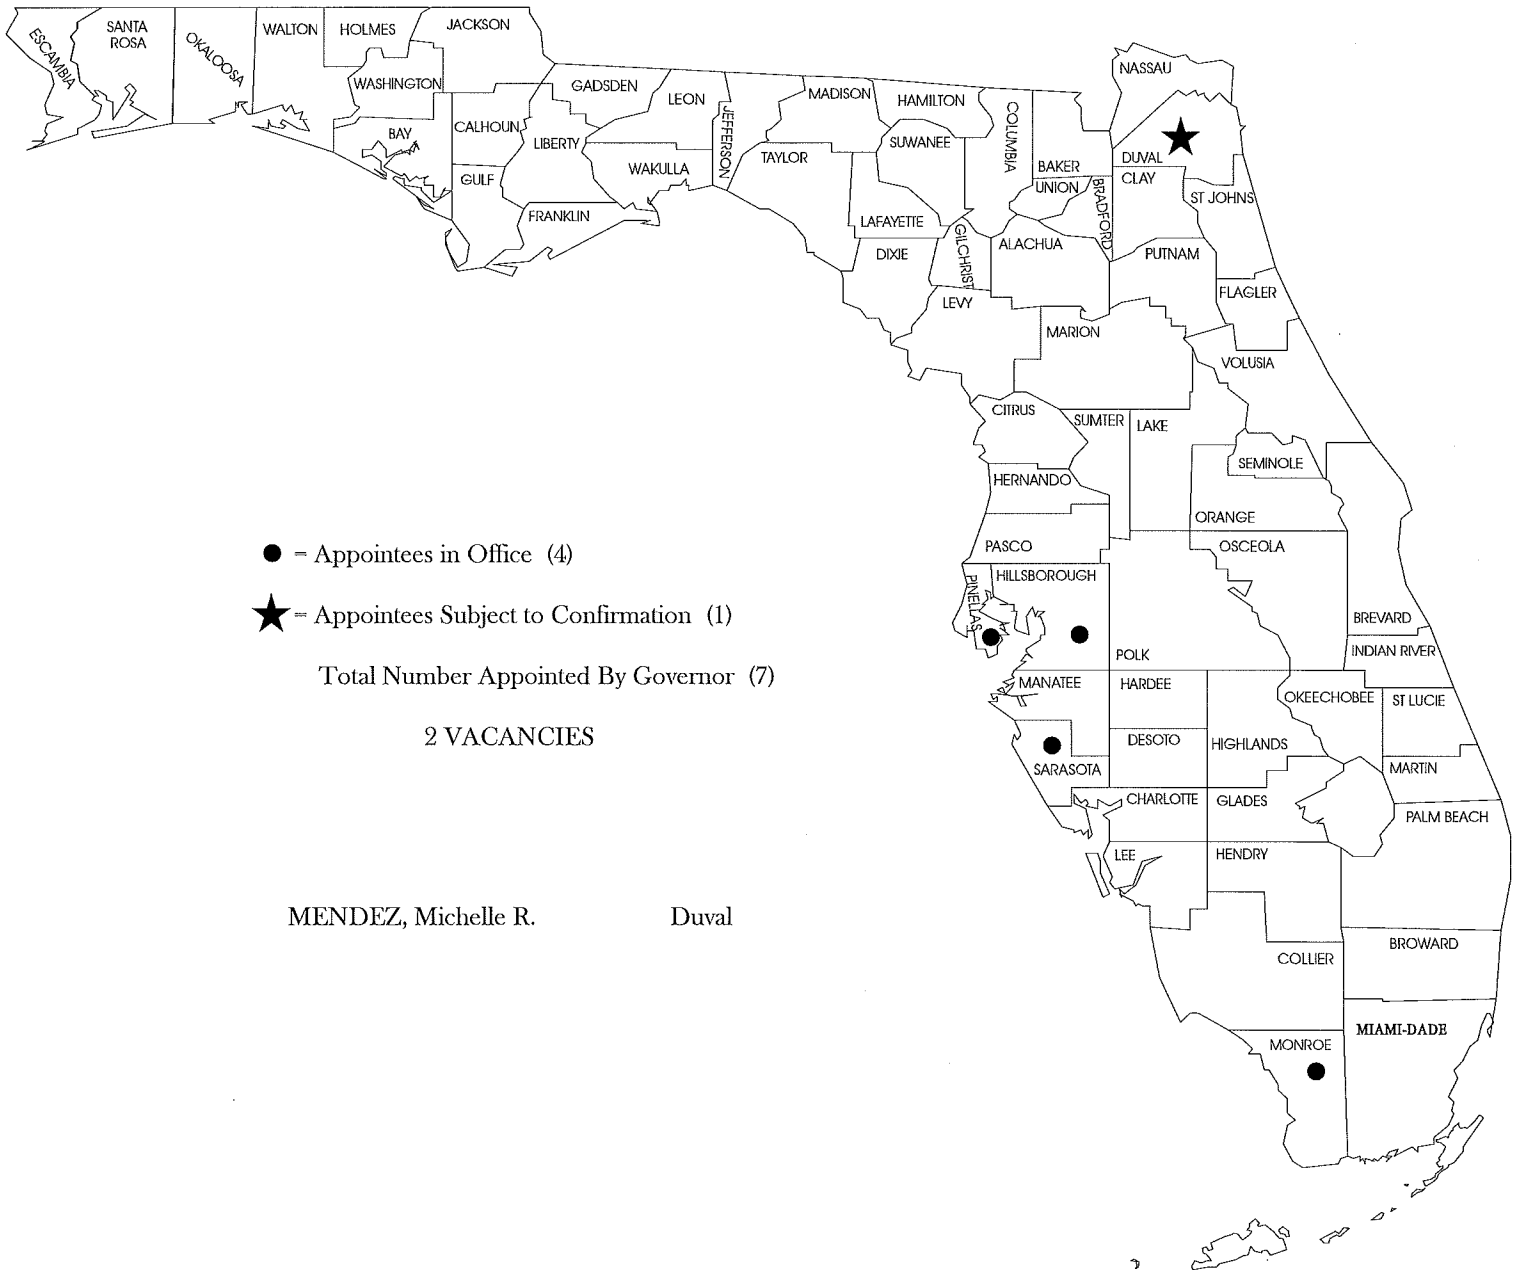 ESCAMBIA
SANTA
ROSA
OKALOOSA
WALTON
HOLMES
JACKSON
WASHINGTON
BAY
CALHOUN
GULF
GADSDEN
LIBERTY
FRANKLIN
LEON
WAKULLA
JEFFERSON
MADISON
TAYLOR
HAMILTON
SUWANEE
LAFAYETTE
DIXIE
COLUMBIA
GILCHRIST
LEVY
BAKER
UNION
BRADFORD
ALACHUA
NASSAU
DUVAL
CLAY
ST JOHNS
PUTNAM
FLAGLER
MARION
VOLUSIA
CITRUS
SUMTER
LAKE
SEMINOLE
HERNANDO
ORANGE
PASCO
OSCEOLA
PINELLAS
HILLSBOROUGH
POLK
BREVARD
INDIAN RIVER
MANATEE
HARDEE
OKEECHOBEE
ST LUCIE
SARASOTA
DESOTO
HIGHLANDS
MARTIN
CHARLOTTE
GLADES
PALM BEACH
LEE
HENDRY
COLLIER
BROWARD
MIAMI-DADE
MONROE
= Appointees in Office (4)
= Appointees Subject to Confirmation (1)
Total Number Appointed By Governor (7)
2 VACANCIES
MENDEZ, Michelle R. Duval